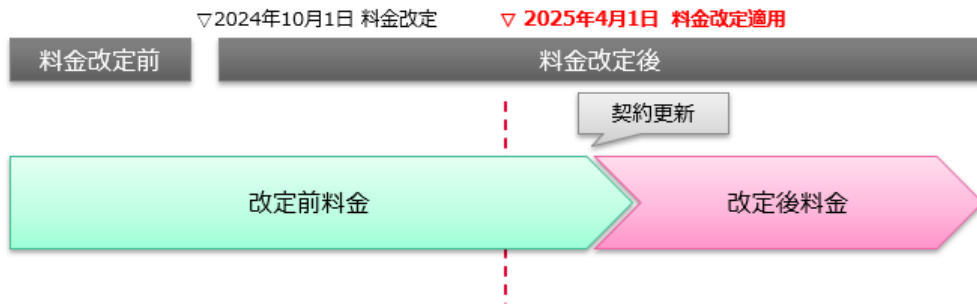 ▽2024年10月1日 料金改定
▽ 2025年4月1日 料金改定適用
料金改定前
料金改定後
契約更新
改定前料金
改定後料金